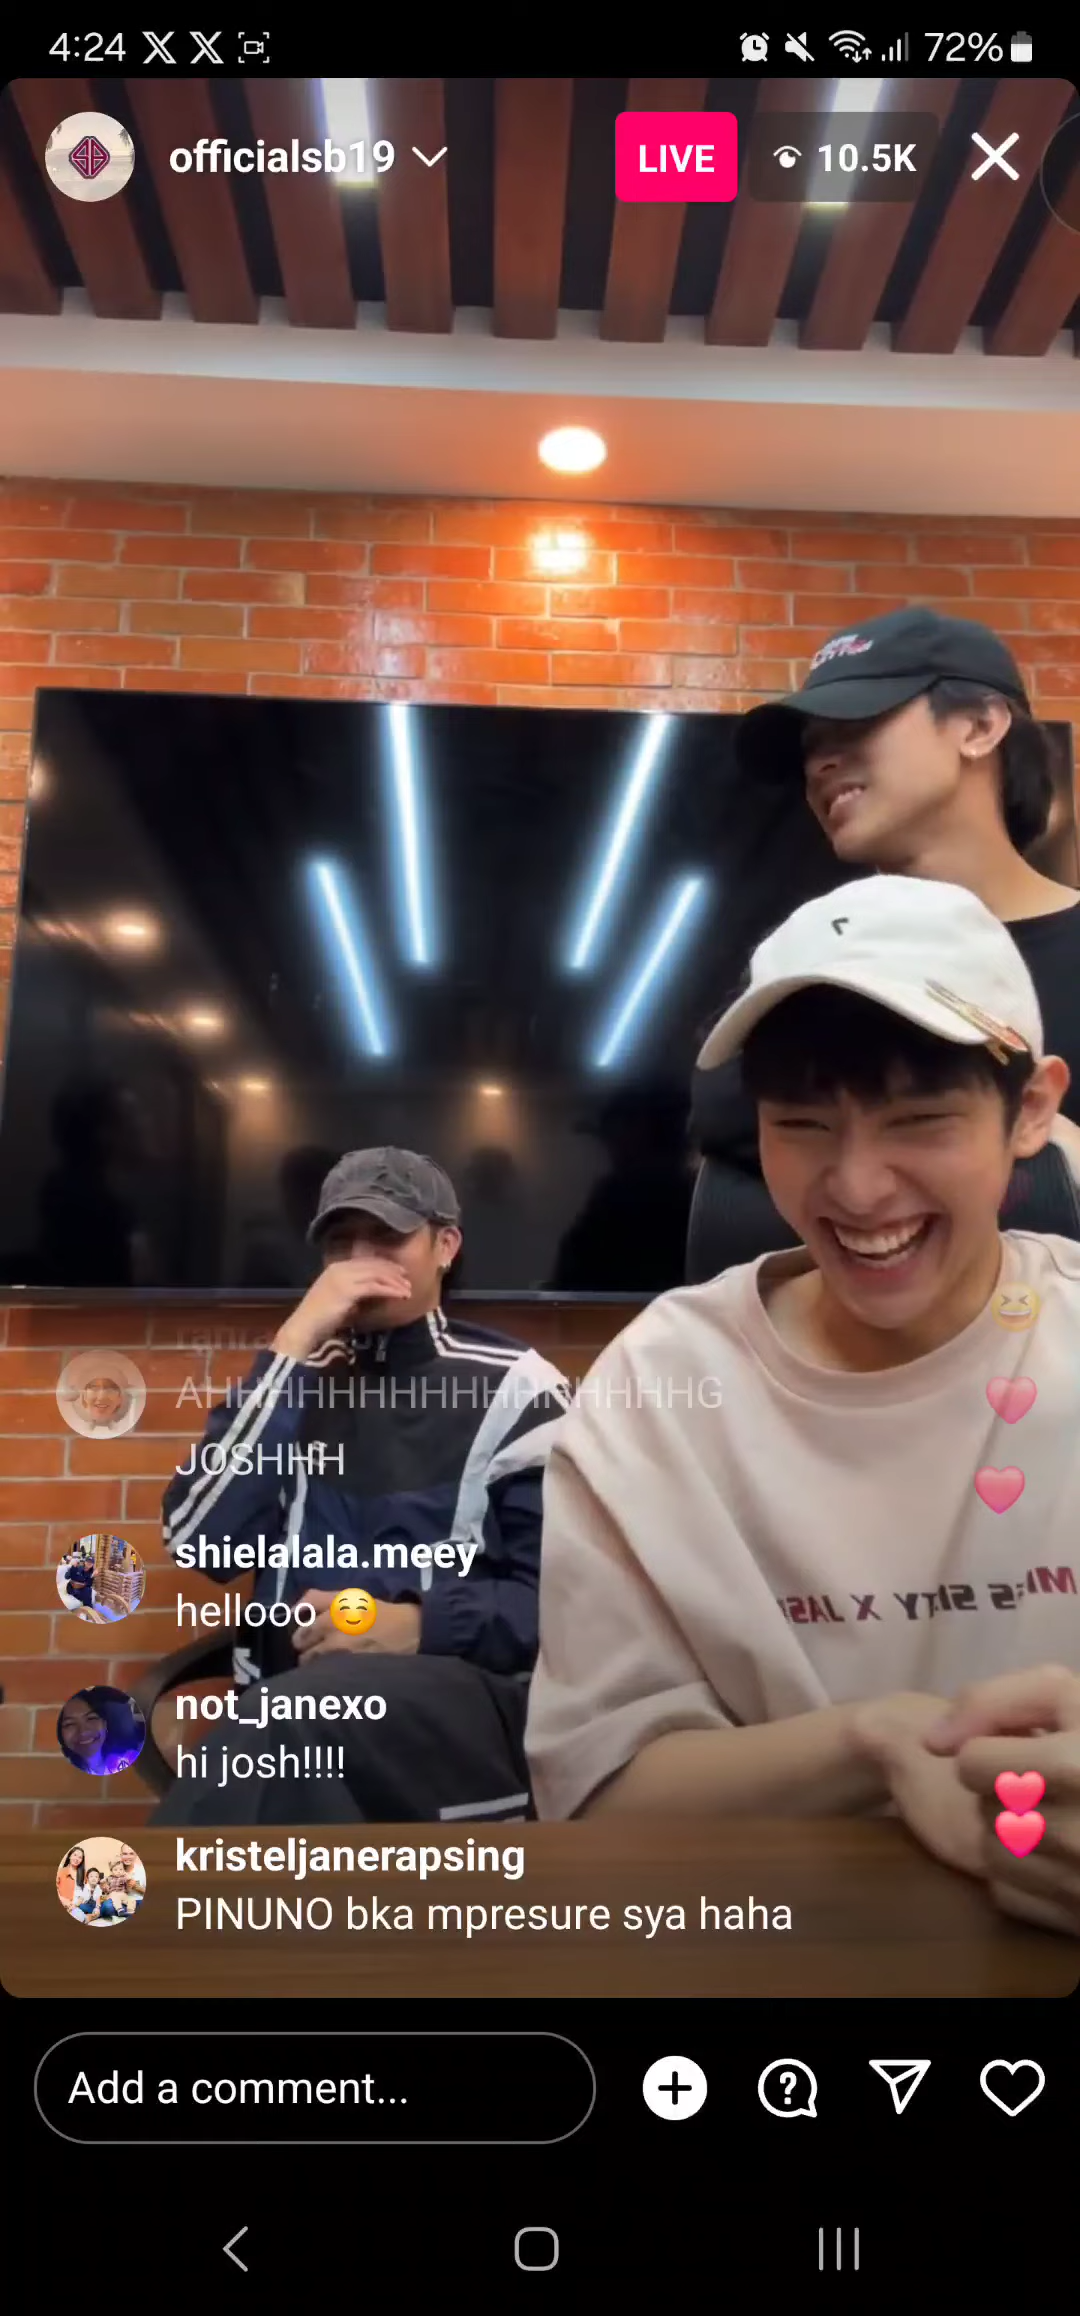 4:24
72%
officialsb19
LIVE
10.5K
AHHHHHHHHHHHHHHHHHG
JOSHHH
shielalala.meey
hellooo ☺️
not_janexo
hi josh!!!!
kristeljanerapsing
PINUNO bka mpresure sya haha
Add a comment...